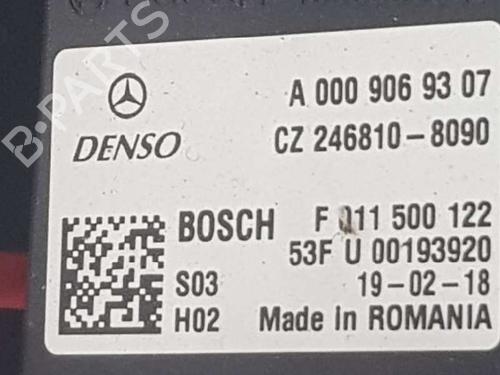 A 000 906 93 07
DENSO CZ 246810-8090
BOSCH F 011 500 122
53F U 00193920
S03 19-02-18
H02 Made In ROMANIA
B-PARTS